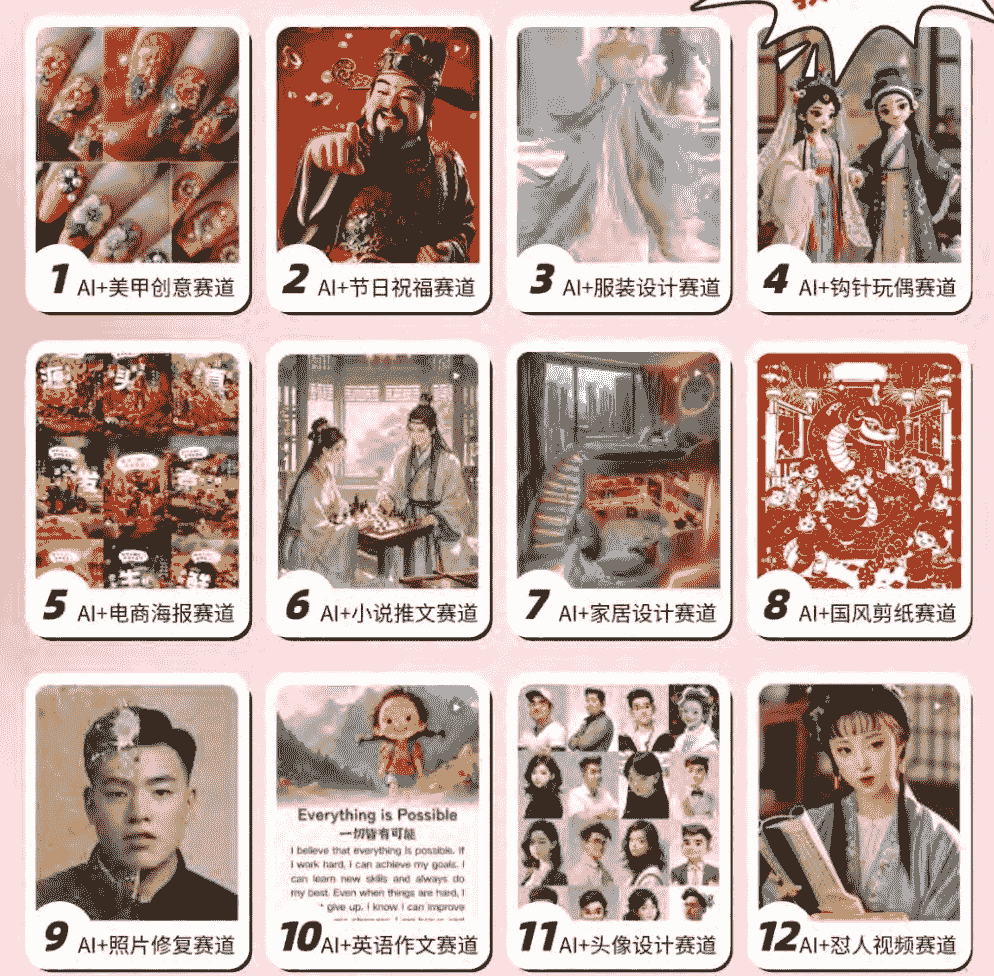 1 AI+美甲创意赛道
2 AI+节日祝福赛道
3 AI+服装设计赛道
4 AI+钩针玩偶赛道
源 头 直
发
5 AI+电商海报赛道
6 AI+小说推文赛道
7 AI+家居设计赛道
8 AI+国风剪纸赛道
Everything is Possible
一切皆有可能
I believe that everything is possible. If
I work hard, I can achieve my goals. I
can learn new skills and always do
my best. Even when things are hard, I
give up. I know I can improve
9 AI+照片修复赛道
10 AI+英语作文赛道
11 AI+头像设计赛道
12 AI+怼人视频赛道